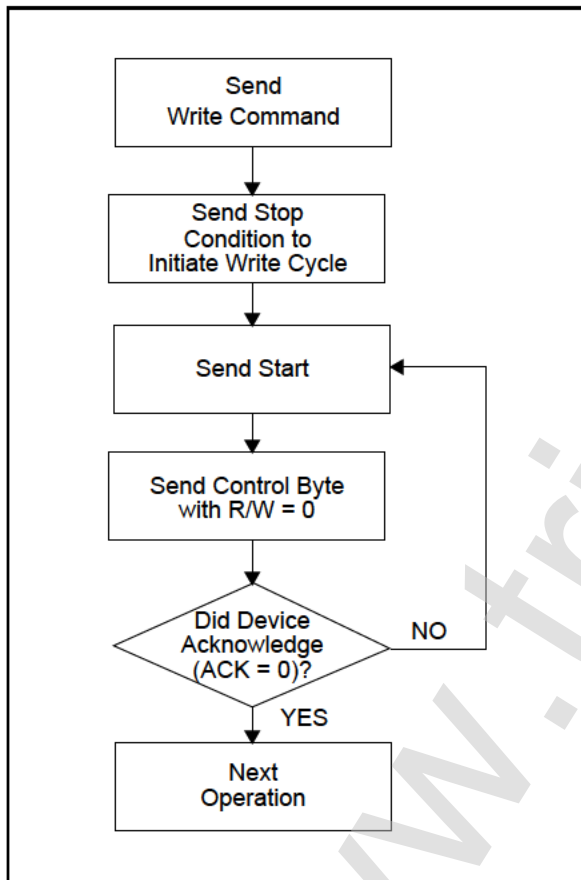 Send
Write Command
Send Stop
Condition to
Initiate Write Cycle
Send Start
Send Control Byte
with R/W = 0
Did Device
Acknowledge
(ACK = 0)?
NO
YES
Next
Operation